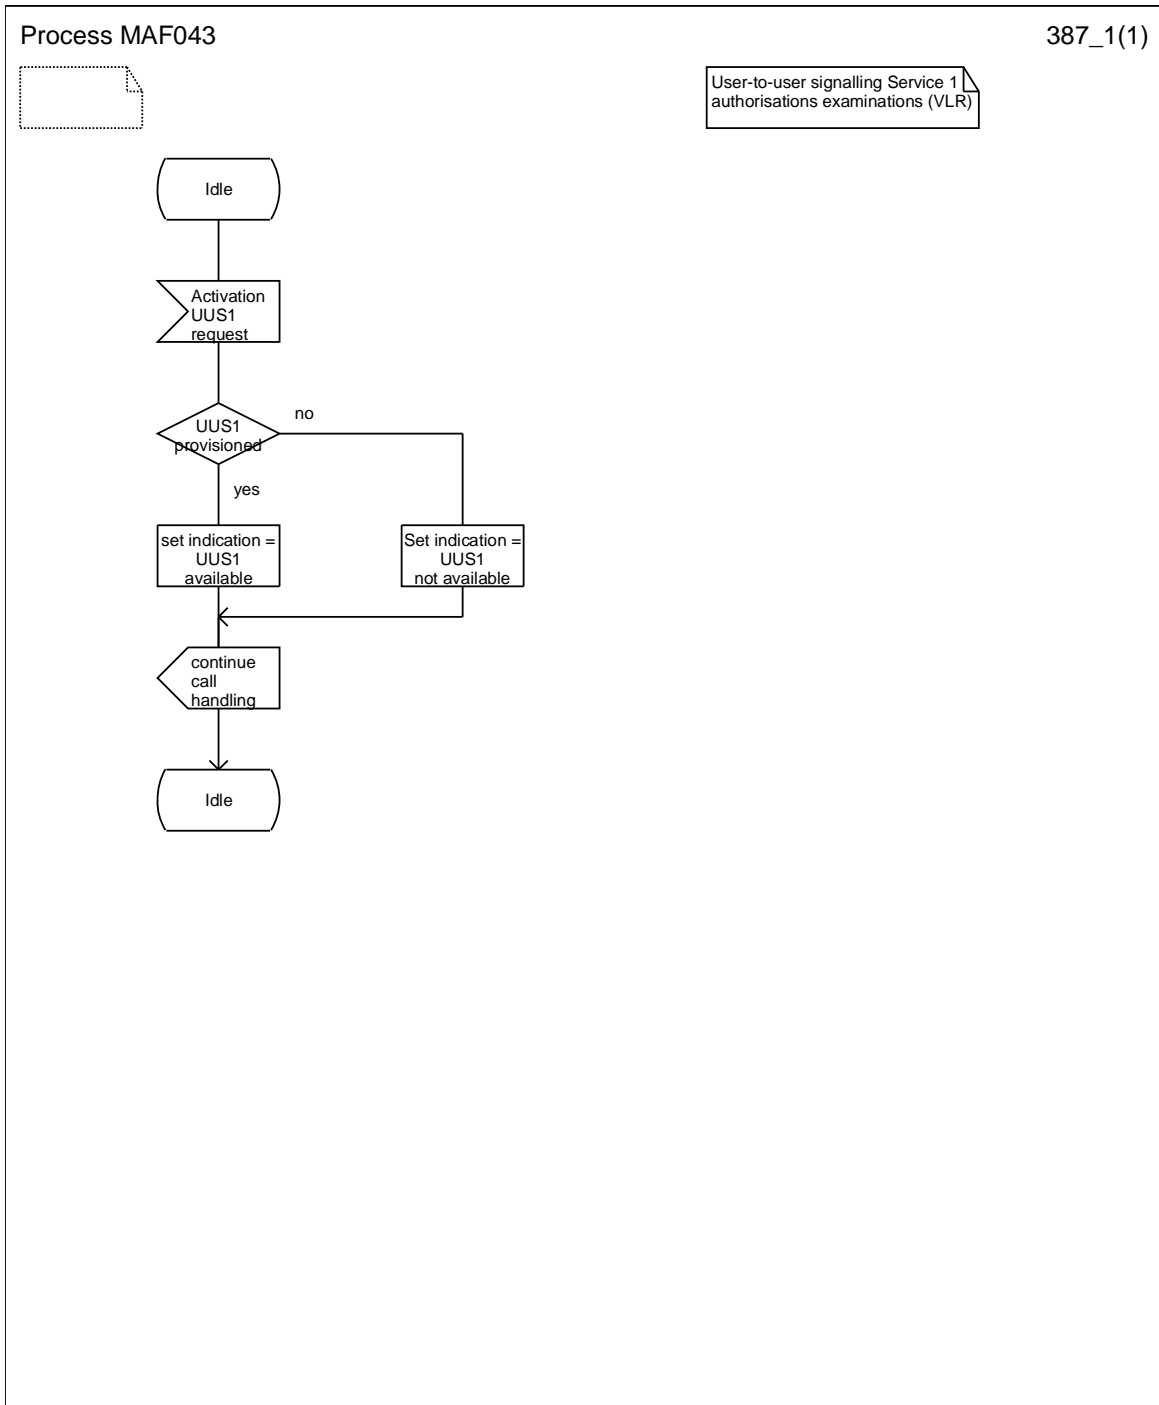 Process MAF043
387_1(1)
User-to-user signalling Service 1
authorisations examinations (VLR)
Idle
Activation
UUS1
request
UUS1
provisioned
no
yes
set indication =
UUS1
available
Set indication =
UUS1
not available
continue
call
handling
Idle